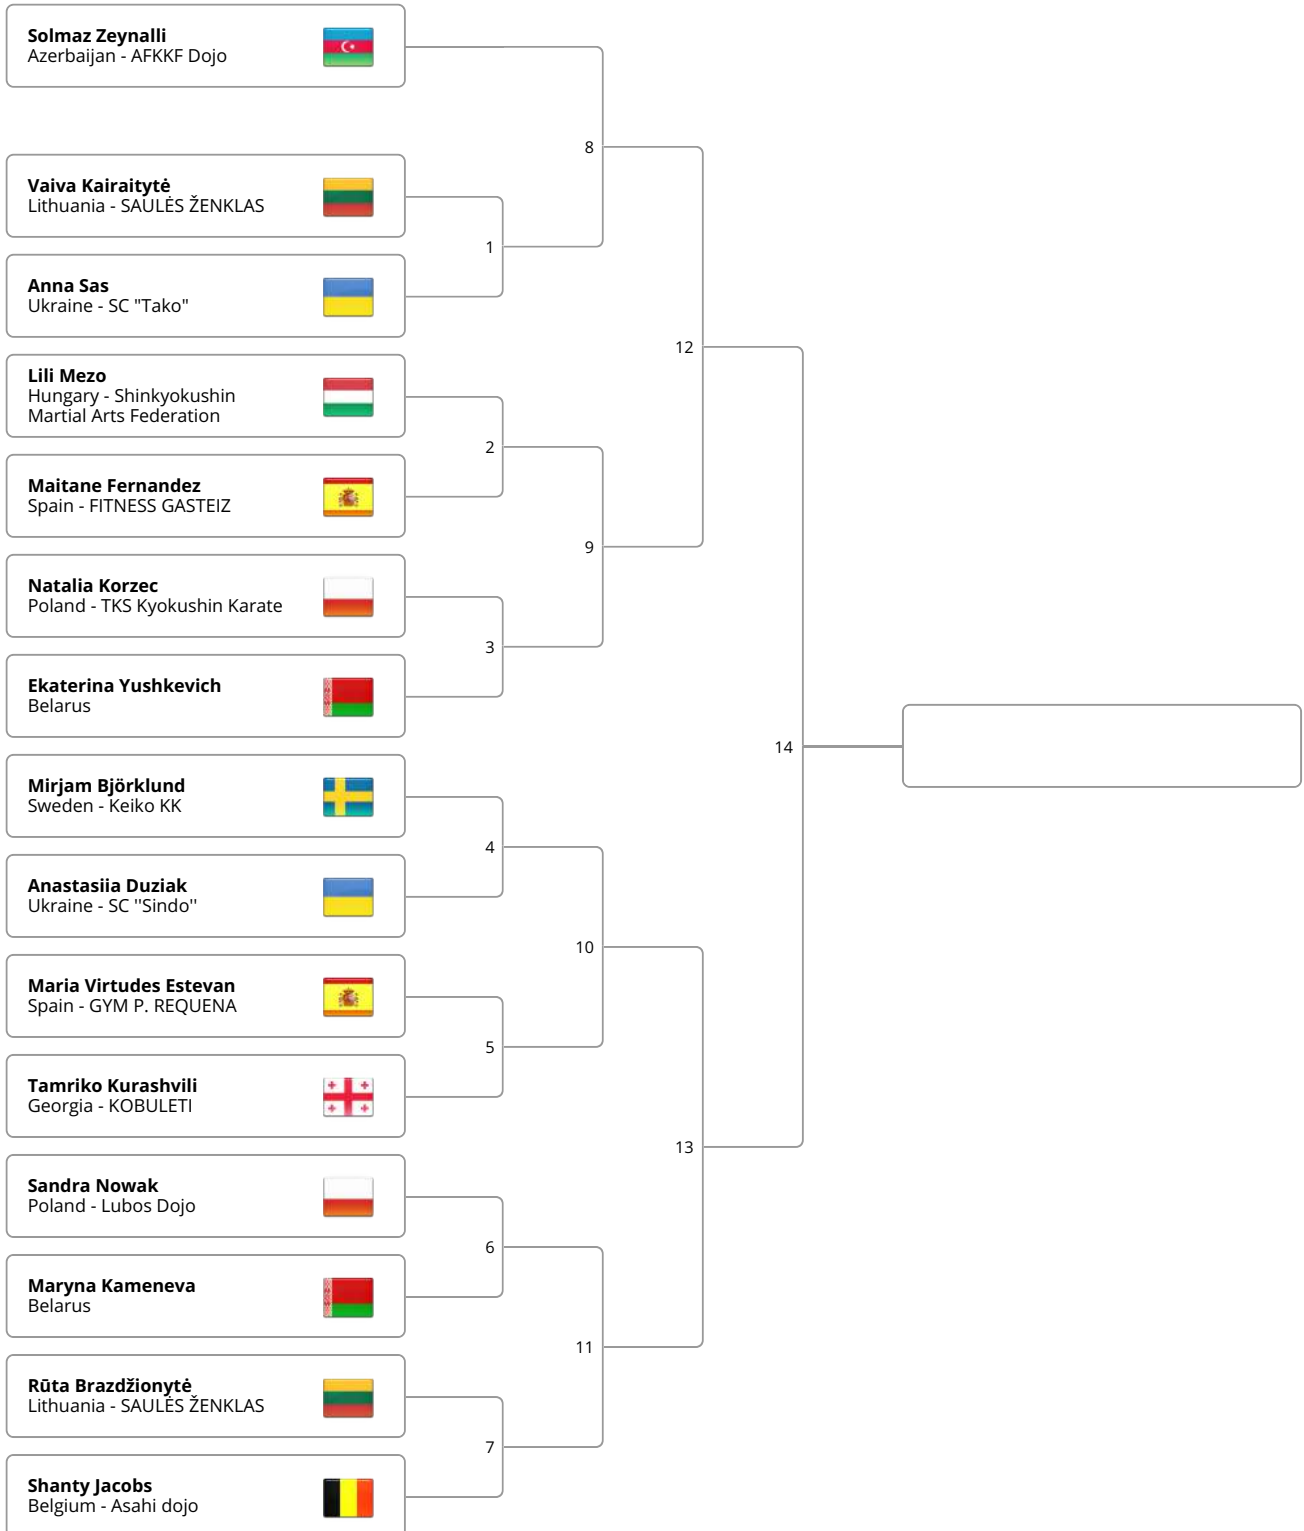 Solmaz Zeynalli
Azerbaijan - AFKKF Dojo
8
Vaiva Kairaitytė
Lithuania - SAULĖS ŽENKLAS
1
Anna Sas
Ukraine - SC "Tako"
12
Lili Mezo
Hungary - Shinkyokushin
Martial Arts Federation
2
Maitane Fernandez
Spain - FITNESS GASTEIZ
9
Natalia Korzec
Poland - TKS Kyokushin Karate
3
Ekaterina Yushkevich
Belarus
14
Mirjam Björklund
Sweden - Keiko KK
4
Anastasiia Duziak
Ukraine - SC ''Sindo''
10
Maria Virtudes Estevan
Spain - GYM P. REQUENA
5
Tamriko Kurashvili
Georgia - KOBULETI
13
Sandra Nowak
Poland - Lubos Dojo
6
Maryna Kameneva
Belarus
11
Rūta Brazdžionytė
Lithuania - SAULĖS ŽENKLAS
7
Shanty Jacobs
Belgium - Asahi dojo